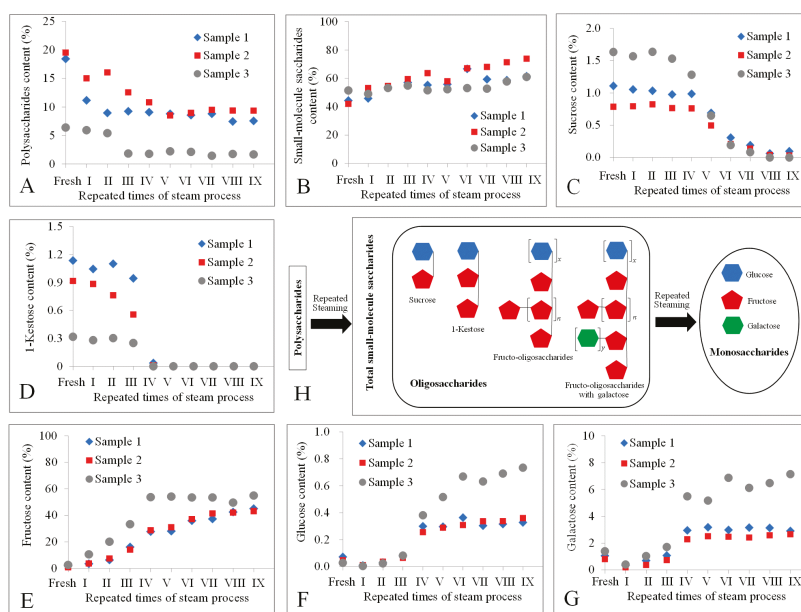 Polysaccharides content (%)
25
20
15
10
5
0
Sample 1
Sample 2
Sample 3
Fresh I II III IV V VI VII VIII IX
Repeated times of steam process
A
Small-molecule saccharides
content (%)
100
80
60
40
20
0
Sample 1
Sample 2
Sample 3
Fresh I II III IV V VI VII VIII IX
Repeated times of steam process
B
Sucrose content (%)
2.0
1.5
1.0
0.5
0.0
Sample 1
Sample 2
Sample 3
Fresh I II III IV V VI VII VIII IX
Repeated times of steam process
C
1-Kestose content (%)
1.5
1.2
0.9
0.6
0.3
0
Sample 1
Sample 2
Sample 3
Fresh I II III IV V VI VII VIII IX
Repeated times of steam process
D
H
Polysaccharides
Repeated
Steaming
Total small-molecule saccharides
Sucrose
1-Kestose
x
n
Fructo-oligosaccharides
x
n
y
Fructo-oligosaccharides
with galactose
Oligosaccharides
Repeated
Steaming
Glucose
Fructose
Galactose
Monosaccharides
Fructose content (%)
100
80
60
40
20
0
Sample 1
Sample 2
Sample 3
Fresh I II III IV V VI VII VIII IX
Repeated times of steam process
E
Glucose content (%)
1.0
0.8
0.6
0.4
0.2
0.0
Sample 1
Sample 2
Sample 3
Fresh I II III IV V VI VII VIII IX
Repeated times of steam process
F
Galactose content (%)
10
8
6
4
2
0
Sample 1
Sample 2
Sample 3
Fresh I II III IV V VI VII VIII IX
Repeated times of steam process
G